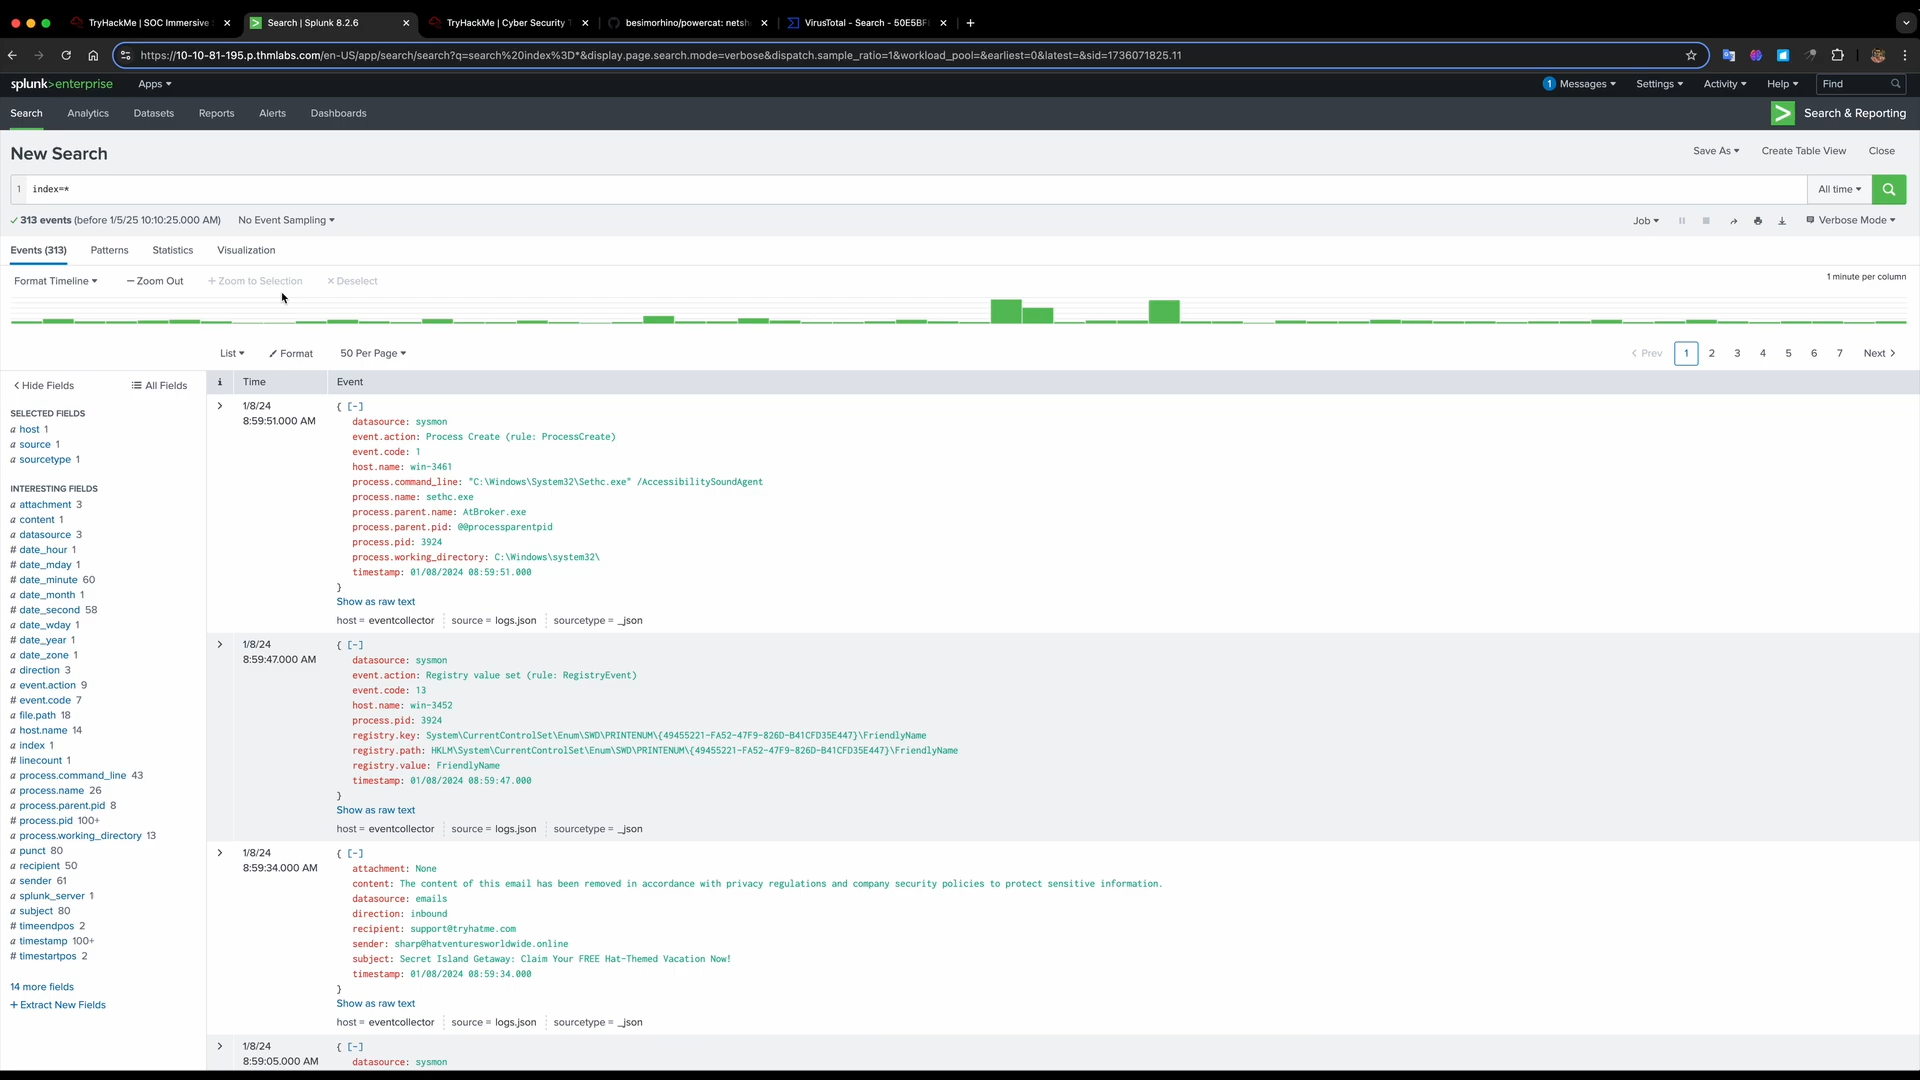 TryHackMe | SOC Immersive
Search | Splunk 8.2.6
TryHackMe | Cyber Security
besimorhino/powercat: netsh
VirusTotal - Search - 50E5BF
https://10-10-81-195.p.thmlabs.com/en-US/app/search/search?q=search%20index%3D*&display.page.search.mode=verbose&dispatch.sample_ratio=1&workload_pool=&earliest=0&latest=&sid=1736071825.11
splunk>enterprise Apps
1 Messages Settings Activity Help Find
Search Analytics Datasets Reports Alerts Dashboards
Search & Reporting
New Search
Save As Create Table View Close
1 index=*
All time
313 events (before 1/5/25 10:10:25.000 AM) No Event Sampling
Job Verbose Mode
Events (313) Patterns Statistics Visualization
Format Timeline — Zoom Out + Zoom to Selection × Deselect
1 minute per column
List Format 50 Per Page
< Prev 1 2 3 4 5 6 7 Next >
< Hide Fields All Fields
SELECTED FIELDS
a host 1
a source 1
a sourcetype 1
INTERESTING FIELDS
a attachment 3
a content 1
a datasource 3
# date_hour 1
# date_mday 1
# date_minute 60
a date_month 1
# date_second 58
a date_wday 1
# date_year 1
a date_zone 1
a direction 3
a event.action 9
# event.code 7
a file.path 18
a host.name 14
a index 1
# linecount 1
a process.command_line 43
a process.name 26
a process.parent.pid 8
# process.pid 100+
a process.working_directory 13
a punct 80
a recipient 50
a sender 61
a splunk_server 1
a subject 80
# timeendpos 2
a timestamp 100+
# timestartpos 2
14 more fields
+ Extract New Fields
i Time Event
1/8/24
8:59:51.000 AM
{ [-]
datasource: sysmon
event.action: Process Create (rule: ProcessCreate)
event.code: 1
host.name: win-3461
process.command_line: "C:\Windows\System32\Sethc.exe" /AccessibilitySoundAgent
process.name: sethc.exe
process.parent.name: AtBroker.exe
process.parent.pid: @@processparentpid
process.pid: 3924
process.working_directory: C:\Windows\system32\
timestamp: 01/08/2024 08:59:51.000
}
Show as raw text
host = eventcollector source = logs.json sourcetype = _json
1/8/24
8:59:47.000 AM
{ [-]
datasource: sysmon
event.action: Registry value set (rule: RegistryEvent)
event.code: 13
host.name: win-3452
process.pid: 3924
registry.key: System\CurrentControlSet\Enum\SWD\PRINTENUM\{49455221-FA52-47F9-826D-B41CFD35E447}\FriendlyName
registry.path: HKLM\System\CurrentControlSet\Enum\SWD\PRINTENUM\{49455221-FA52-47F9-826D-B41CFD35E447}\FriendlyName
registry.value: FriendlyName
timestamp: 01/08/2024 08:59:47.000
}
Show as raw text
host = eventcollector source = logs.json sourcetype = _json
1/8/24
8:59:34.000 AM
{ [-]
attachment: None
content: The content of this email has been removed in accordance with privacy regulations and company security policies to protect sensitive information.
datasource: emails
direction: inbound
recipient: support@tryhatme.com
sender: sharp@hatventuresworldwide.online
subject: Secret Island Getaway: Claim Your FREE Hat-Themed Vacation Now!
timestamp: 01/08/2024 08:59:34.000
}
Show as raw text
host = eventcollector source = logs.json sourcetype = _json
1/8/24
8:59:05.000 AM
{ [-]
datasource: sysmon